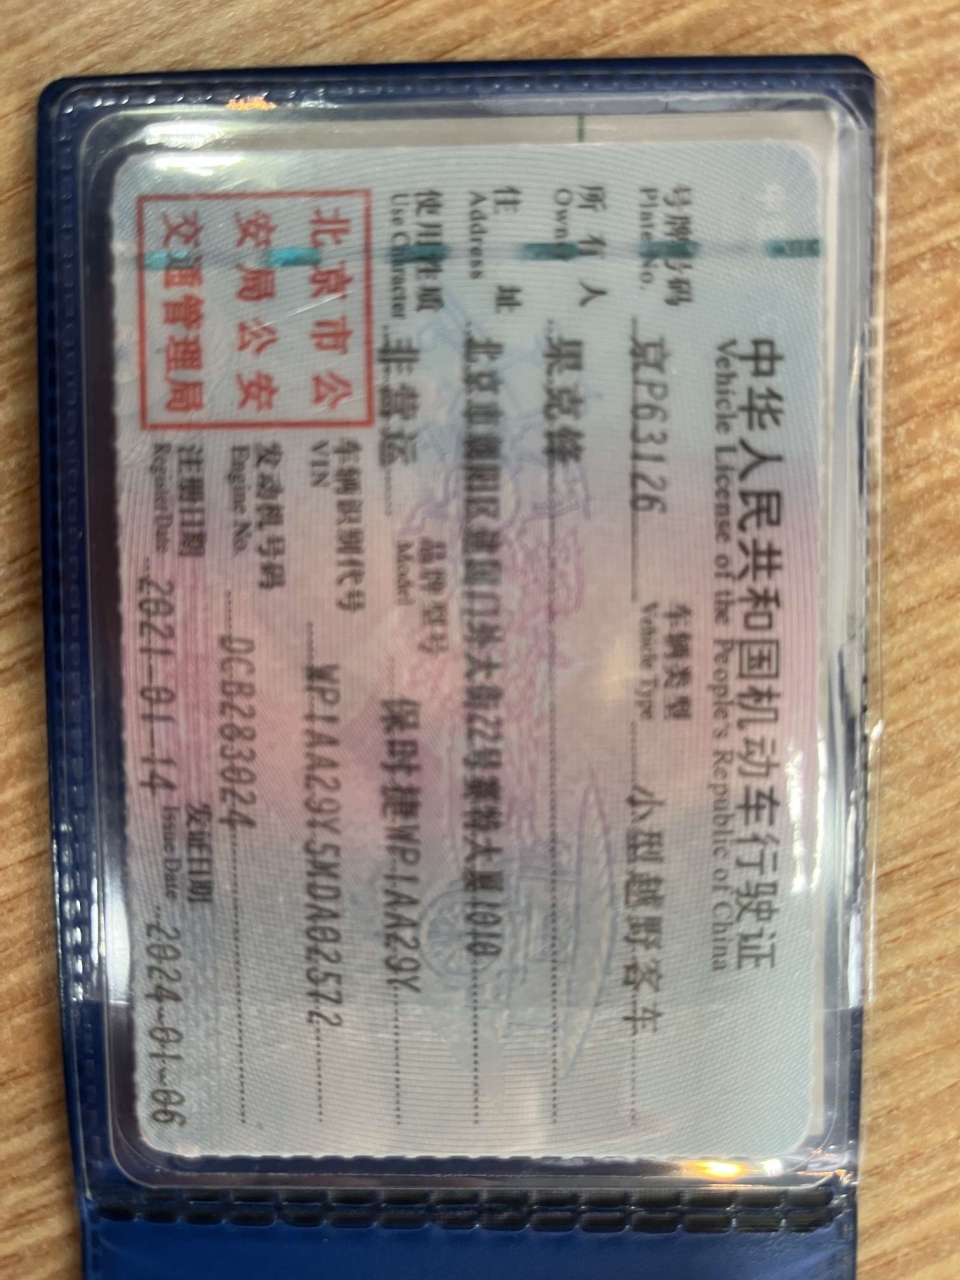 中华人民共和国机动车行驶证
Vehicle License of the People's Republic of China
号牌号码 京P63126 车辆类型 小型越野客车
Plate No. Vehicle Type
所有人 果克锋
Owner
住址 北京市朝阳区建国门外大街22号赛特大厦1010
Address
使用性质 非营运 品牌型号 保时捷WP1AA29Y
Use Character Model
北京市公安局公安交通管理局
车辆识别代号 WP1AA29Y5MDA02572
VIN
发动机号码 DCB283024
Engine No.
注册日期 2021-01-14 发证日期 2024-01-06
Register Date Issue Date